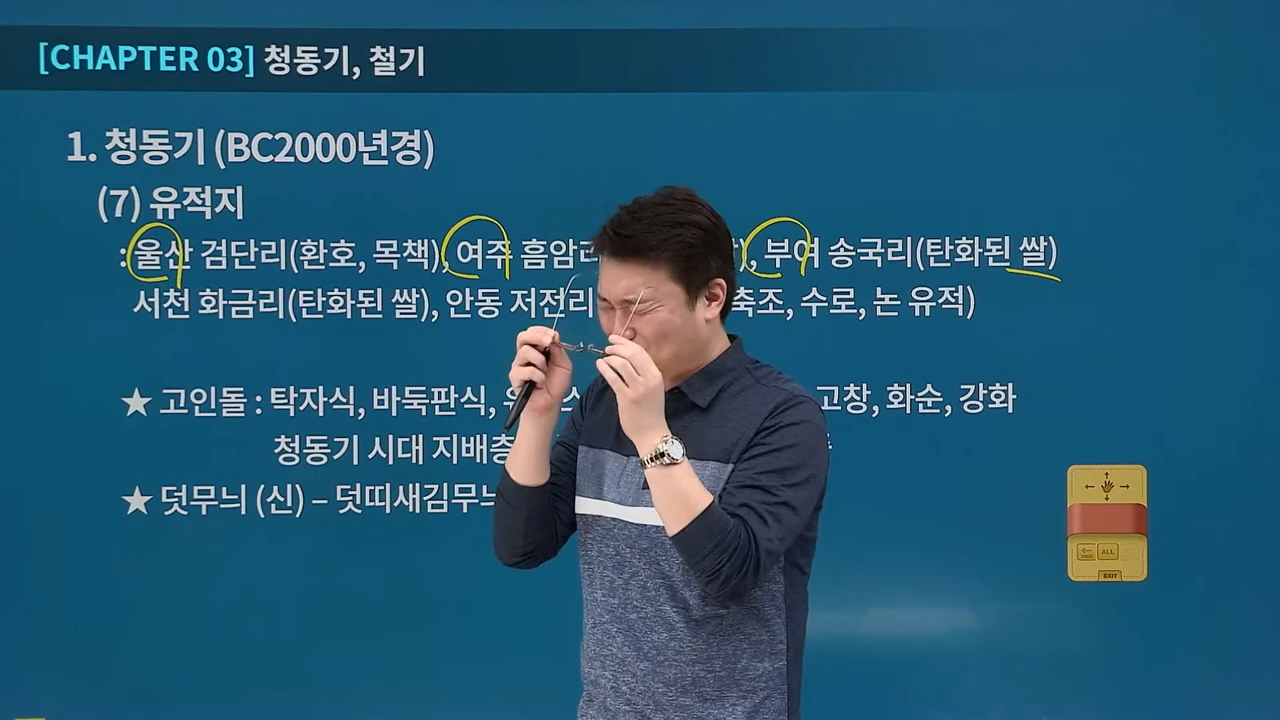 [CHAPTER 03] 청동기, 철기
1. 청동기 (BC2000년경)
(7) 유적지
: 울산 검단리(환호, 목책), 여주 흔암리 부여 송국리(탄화된 쌀)
서천 화금리(탄화된 쌀), 안동 저전리 축조, 수로, 논 유적)
★ 고인돌 : 탁자식, 바둑판식, 고창, 화순, 강화
청동기 시대 지배층
★ 덧무늬 (신) – 덧띠새김무늬
ALL
EXIT